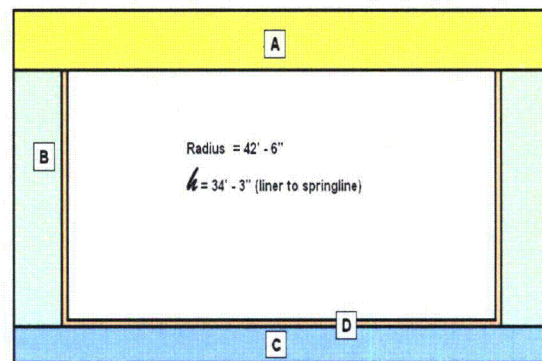 A
B
Radius = 42' - 6"
h = 34' - 3" (liner to springline)
D
C